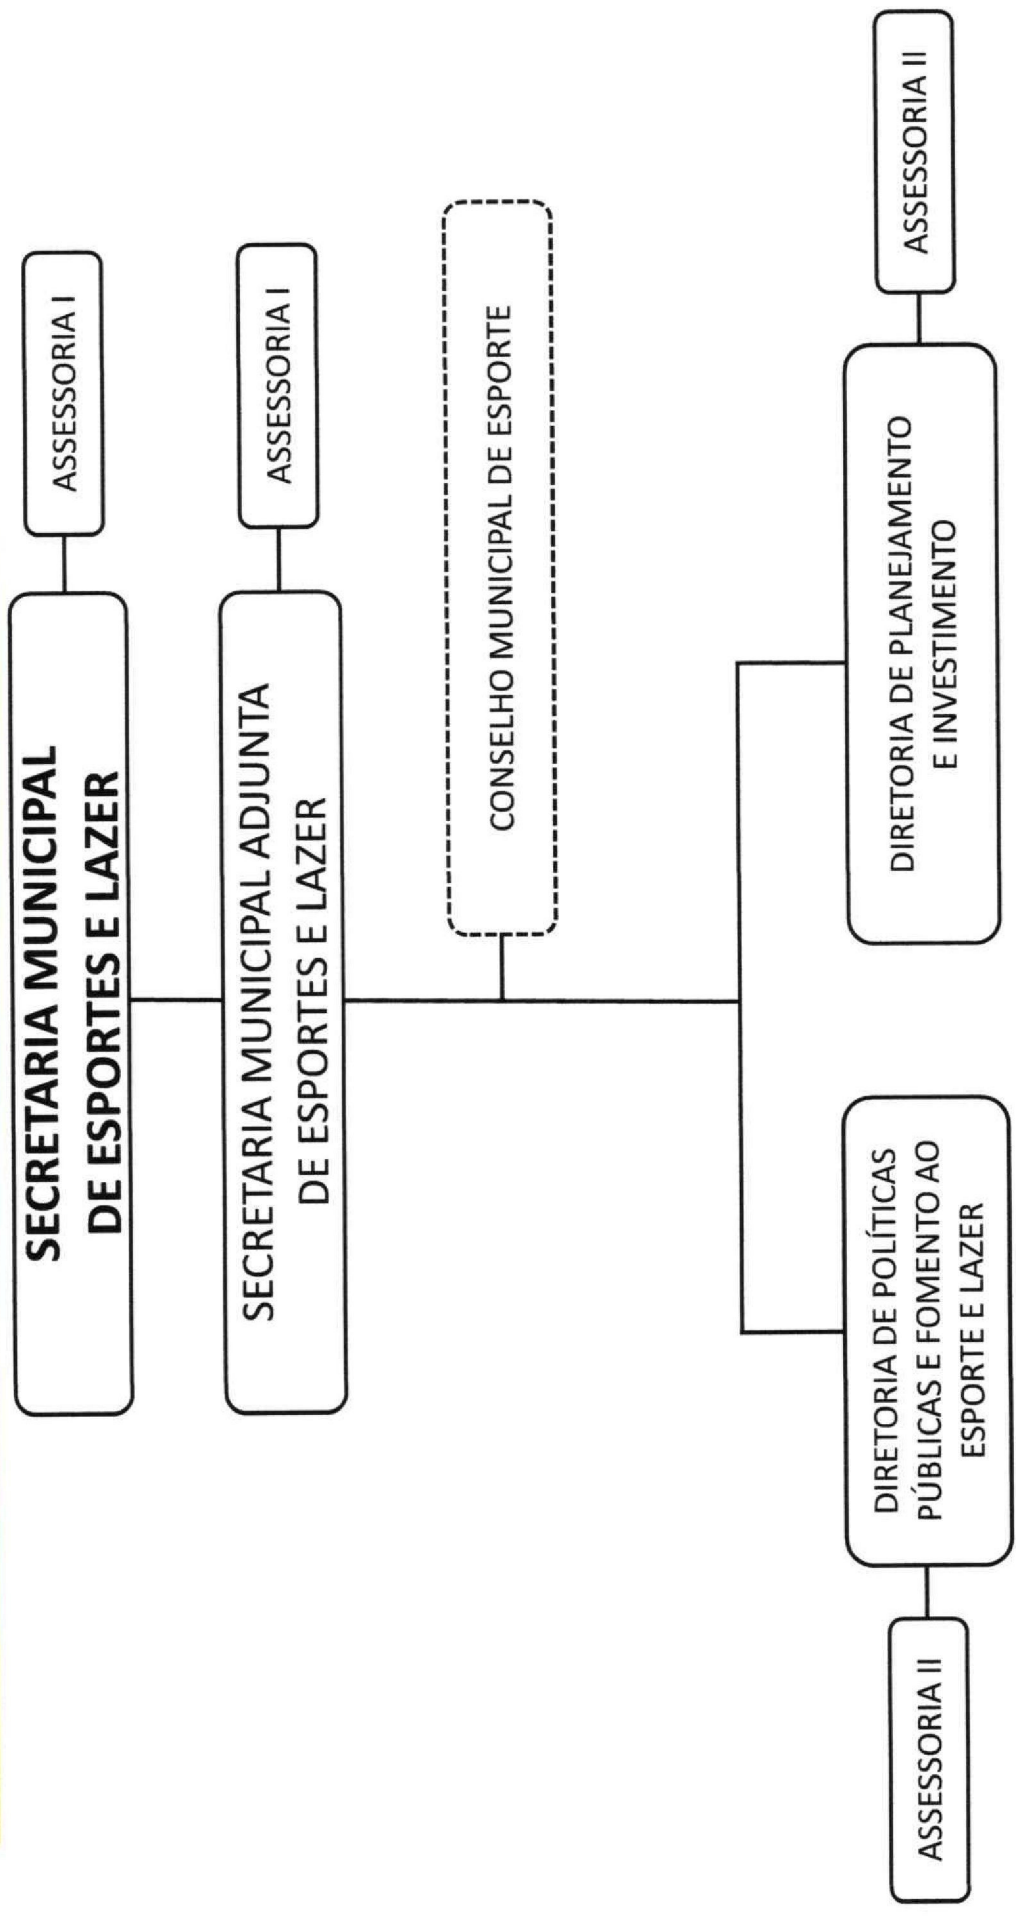 SECRETARIA MUNICIPAL
DE ESPORTES E LAZER
ASSESSORIA I
SECRETARIA MUNICIPAL ADJUNTA
DE ESPORTES E LAZER
ASSESSORIA I
CONSELHO MUNICIPAL DE ESPORTE
ASSESSORIA II
DIRETORIA DE POLÍTICAS
PÚBLICAS E FOMENTO AO
ESPORTE E LAZER
DIRETORIA DE PLANEJAMENTO
E INVESTIMENTO
ASSESSORIA II